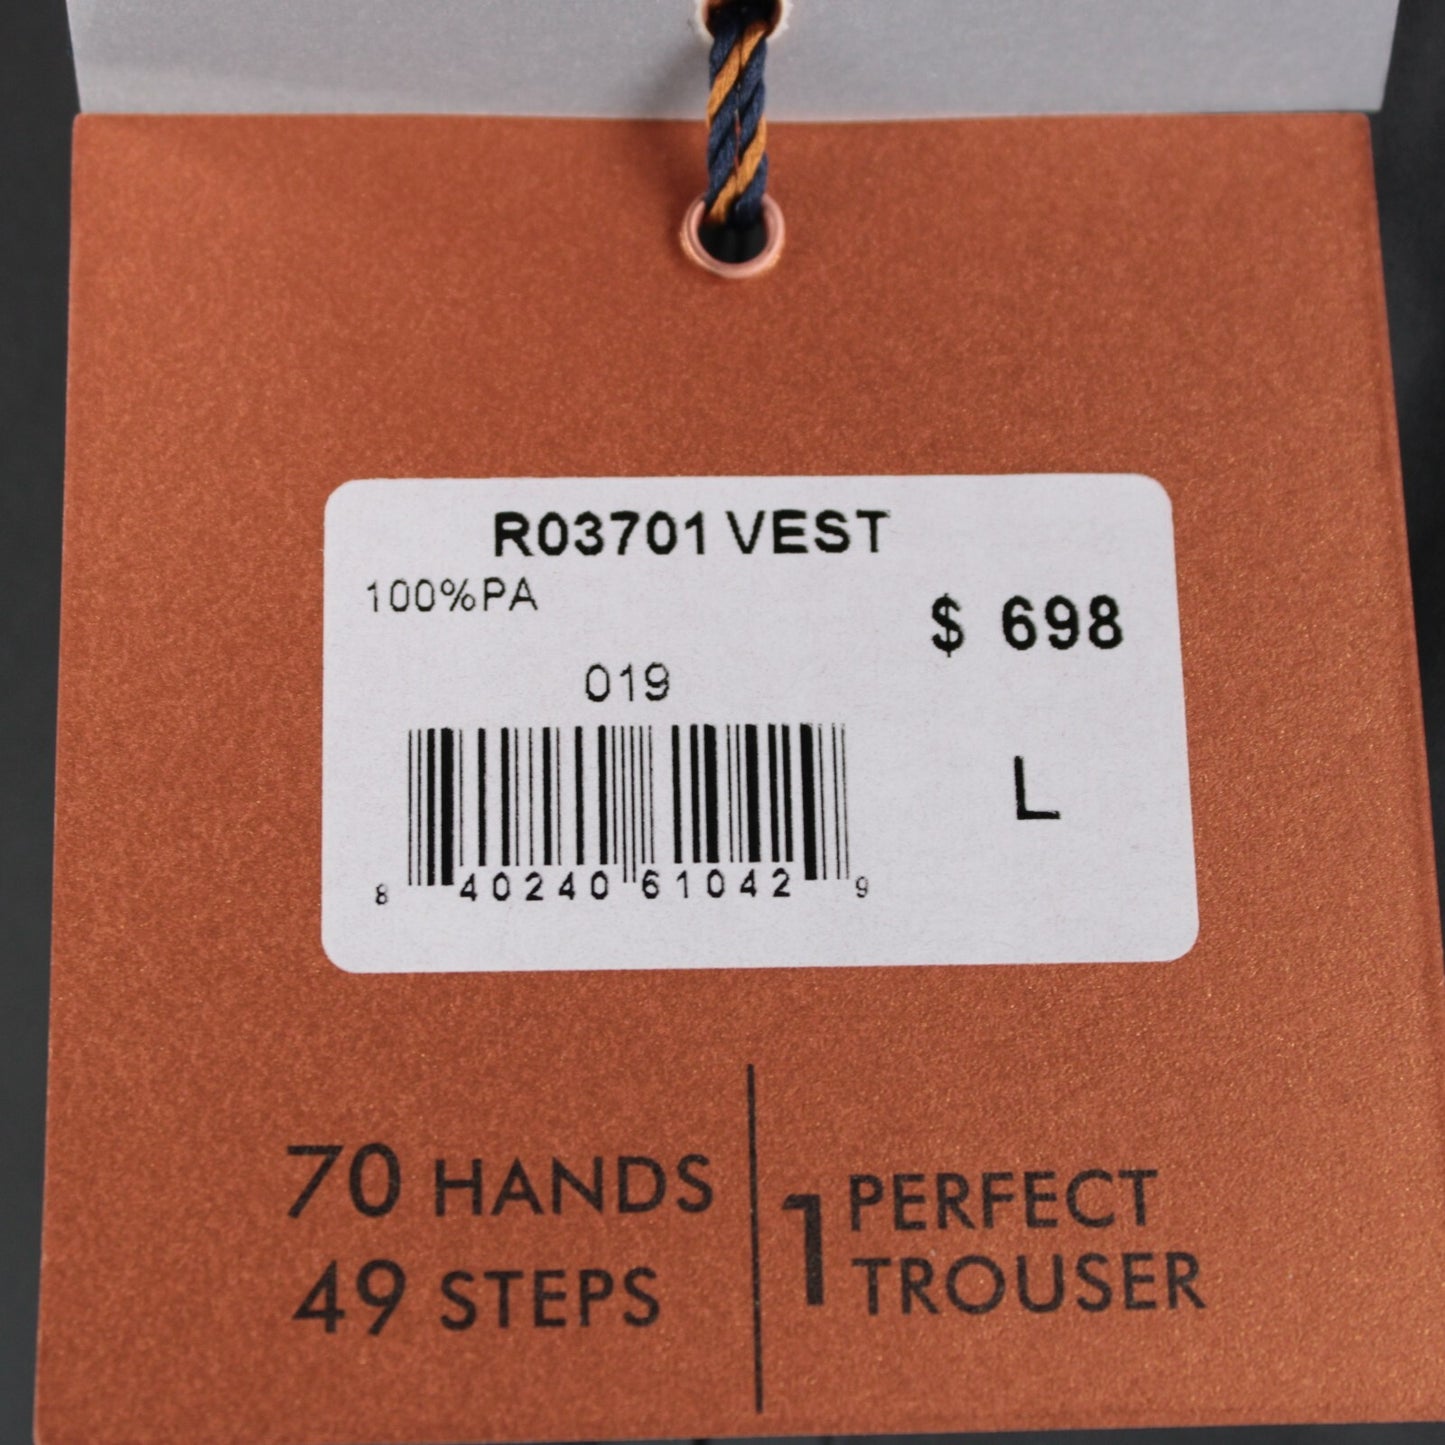 R03701 VEST
100%PA
$ 698
019
L
8 40240 61042 9
70 HANDS
49 STEPS
1 PERFECT
TROUSER